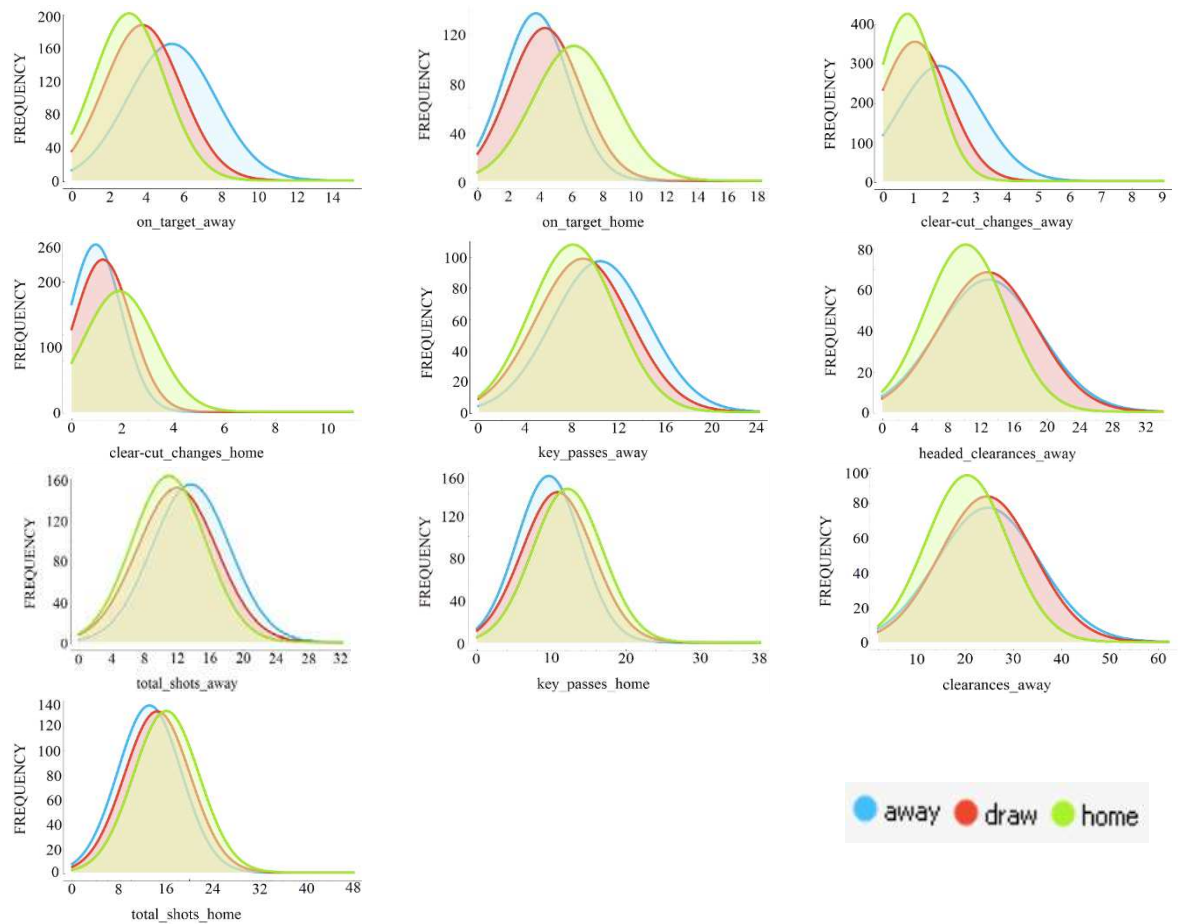 FREQUENCY
200
160
120
80
40
0
0 2 4 6 8 10 12 14
on_target_away
FREQUENCY
120
80
40
0
0 2 4 6 8 10 12 14 16 18
on_target_home
FREQUENCY
400
300
200
100
0
0 1 2 3 4 5 6 7 8 9
clear-cut_changes_away
FREQUENCY
260
200
100
0
0 2 4 6 8 10
clear-cut_changes_home
FREQUENCY
100
80
60
40
20
0
0 4 8 12 16 20 24
key_passes_away
FREQUENCY
80
60
40
20
0
0 4 8 10 16 20 24 28 32
headed_clearances_away
FREQUENCY
160
120
80
40
0
0 4 8 12 16 20 24 28 32
total_shots_away
FREQUENCY
160
120
80
40
0
0 10 20 30 38
key_passes_home
FREQUENCY
100
80
60
40
20
0
10 20 30 40 50 60
clearances_away
FREQUENCY
140
120
100
80
60
40
20
0
0 8 16 24 32 40 48
total_shots_home
away draw home